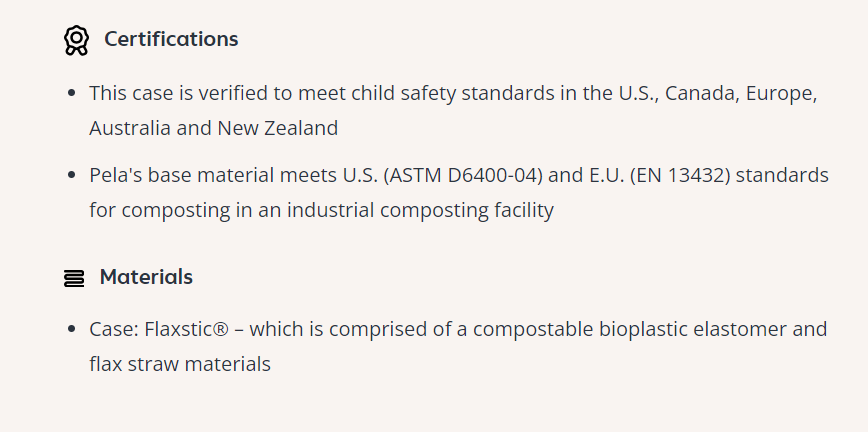 Certifications
• This case is verified to meet child safety standards in the U.S., Canada, Europe,
Australia and New Zealand
• Pela's base material meets U.S. (ASTM D6400-04) and E.U. (EN 13432) standards
for composting in an industrial composting facility
Materials
• Case: Flaxstic® – which is comprised of a compostable bioplastic elastomer and
flax straw materials